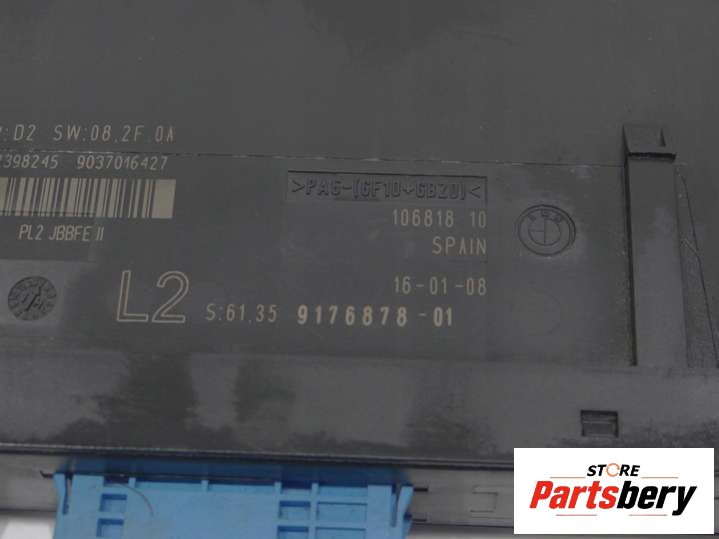 :D2 SW:08.2F.0A
398245 9037016427
>PA6-(GF10+GB20)<
106818 10
SPAIN
PL2 JBBFE II
16-01-08
L2 S:61.35 9176878-01
BMW
STORE
Partsbery